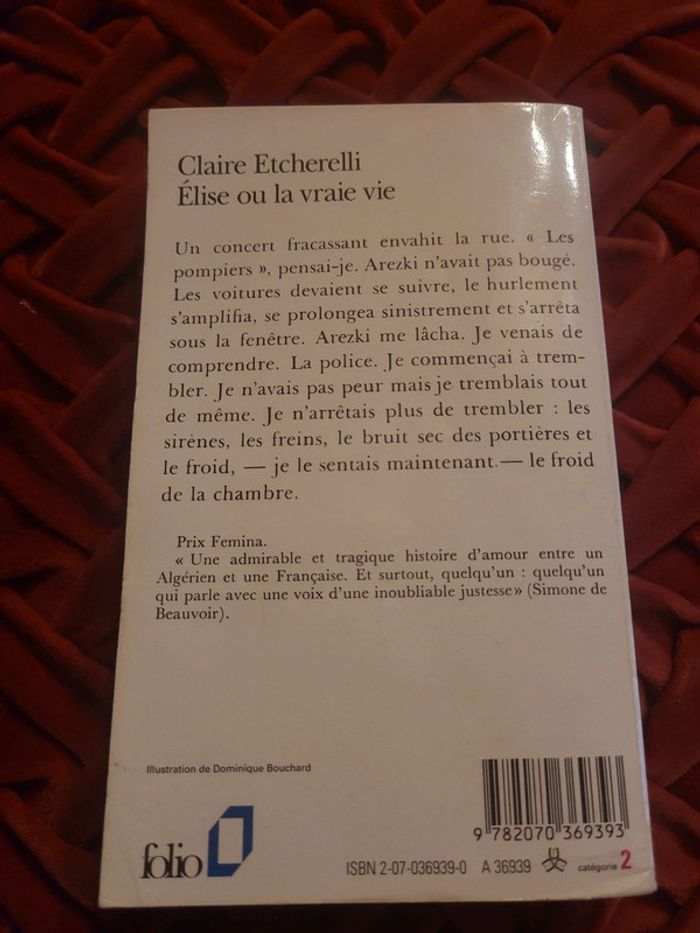 Claire Etcherelli
Élise ou la vraie vie
Un concert fracassant envahit la rue. « Les
pompiers », pensai-je. Arezki n'avait pas bougé.
Les voitures devaient se suivre, le hurlement
s'amplifia, se prolongea sinistrement et s'arrêta
sous la fenêtre. Arezki me lâcha. Je venais de
comprendre. La police. Je commençai à trem-
bler. Je n'avais pas peur mais je tremblais tout
de même. Je n'arrêtais plus de trembler : les
sirènes, les freins, le bruit sec des portières et
le froid, — je le sentais maintenant — le froid
de la chambre.
Prix Femina.
« Une admirable et tragique histoire d'amour entre un
Algérien et une Française. Et surtout, quelqu'un : quelqu'un
qui parle avec une voix d'une inoubliable justesse» (Simone de
Beauvoir).
Illustration de Dominique Bouchard
9 782070 369393
folio
ISBN 2-07-036939-0 A 36939 catégorie 2